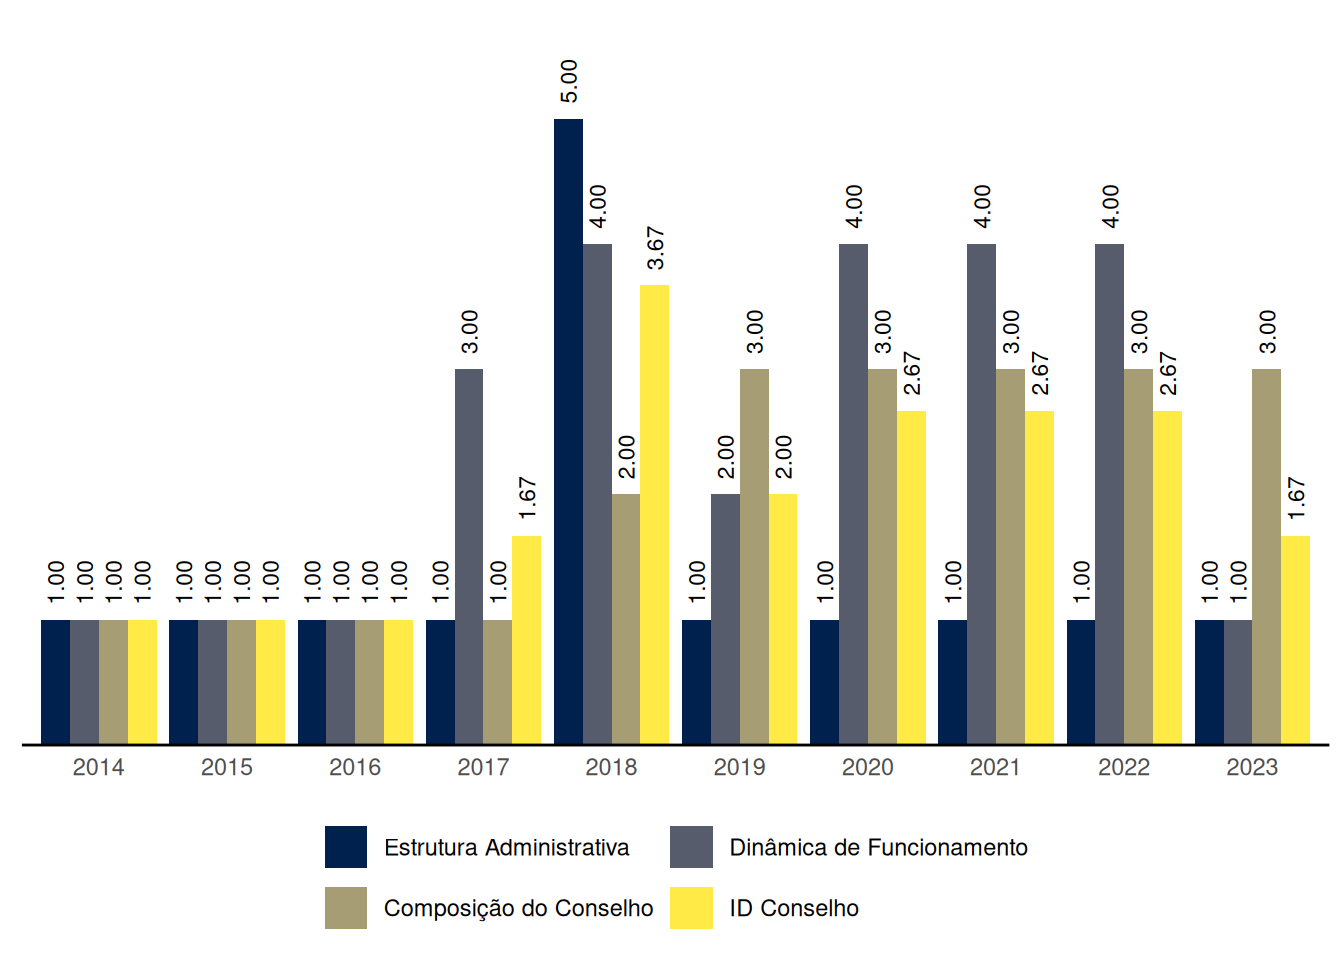 5.00
4.00
3.67
2.00
3.00
1.67
1.00
1.00
1.00 1.00 1.00 1.00
1.00 1.00 1.00 1.00
1.00 1.00 1.00 1.00
1.00 2.00 3.00 2.00
1.00 4.00 3.00 2.67
1.00 4.00 3.00 2.67
1.00 4.00 3.00 2.67
1.00 1.00 3.00 1.67
2014 2015 2016 2017 2018 2019 2020 2021 2022 2023
Estrutura Administrativa Dinâmica de Funcionamento
Composição do Conselho ID Conselho